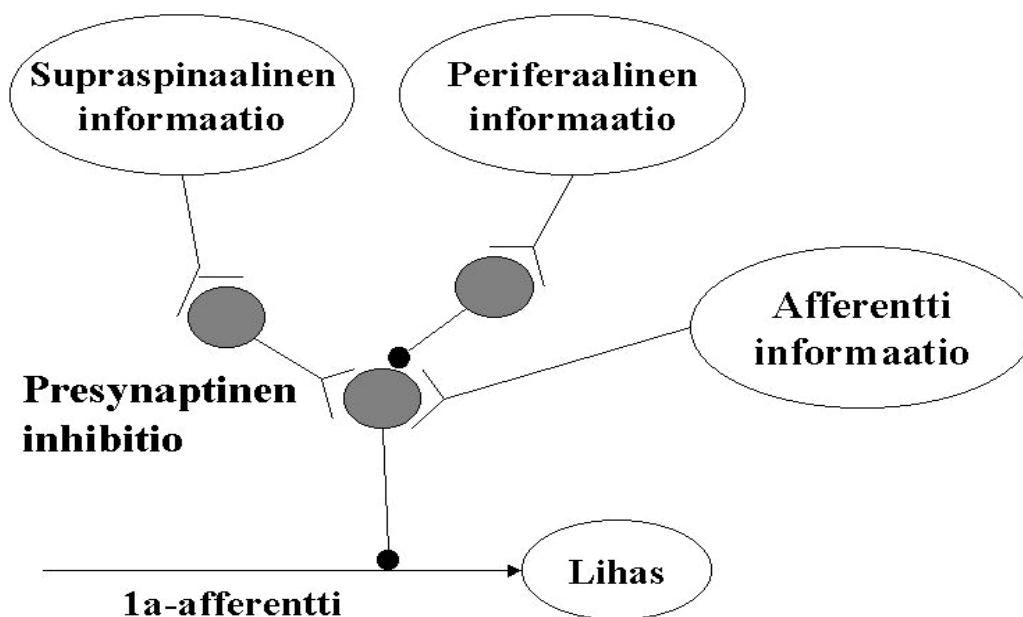 Supraspinaalinen
informaatio
Periferaalinen
informaatio
Afferentti
informaatio
Presynaptinen
inhibitio
Lihas
1a-afferentti